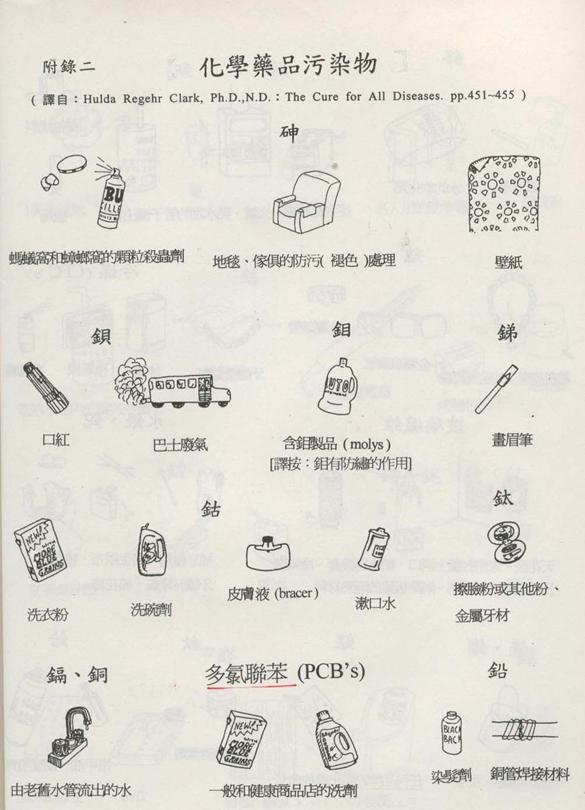 附錄二
化學藥品污染物
( 譯自：Hulda Regehr Clark, Ph.D.,N.D.：The Cure for All Diseases. pp.451~455 )
砷
BU
螞蟻窩和蟑螂窩的顆粒殺蟲劑
地毯、傢俱的防污( 褪色 )處理
壁紙
鋇
鉬
銻
口紅
巴士廢氣
含鉬製品 ( molys )
[譯按：鉬有防繡的作用]
畫眉筆
鈷
鈦
NEW!
GLOBE
BLUE
GRAINS
洗衣粉
洗碗劑
皮膚液 (bracer)
漱口水
擦臉粉或其他粉、
金屬牙材
鎘、銅
多氯聯苯 (PCB's)
鉛
NEW!
GLOBE
BLUE
GRAINS
BLACK
BACK
由老舊水管流出的水
一般和健康商品店的洗劑
染髮劑
銅管焊接材料